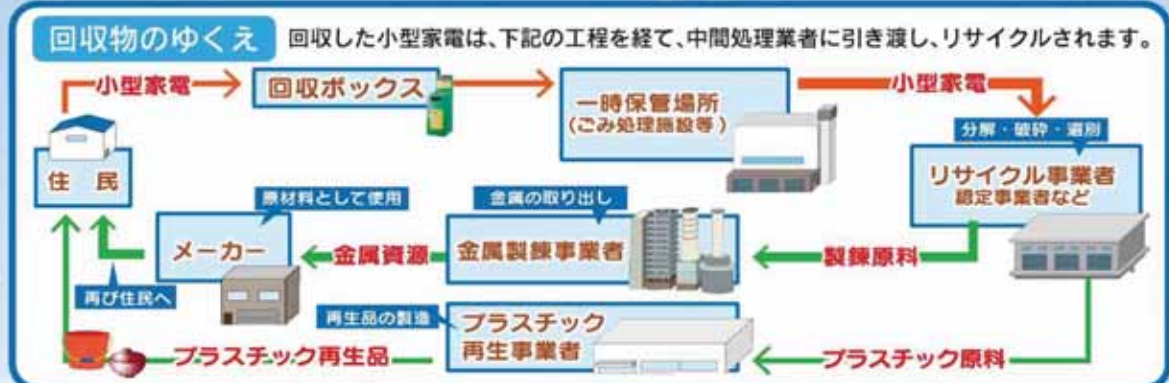 回収物のゆくえ
回収した小型家電は、下記の工程を経て、中間処理業者に引き渡し、リサイクルされます。
小型家電
回収ボックス
一時保管場所
(ごみ処理施設等)
小型家電
分解・破砕・選別
リサイクル事業者
認定事業者など
住 民
原材料として使用
メーカー
金属資源
金属の取り出し
金属製錬事業者
製錬原料
再び住民へ
再生品の製造
プラスチック
再生事業者
プラスチック再生品
プラスチック原料